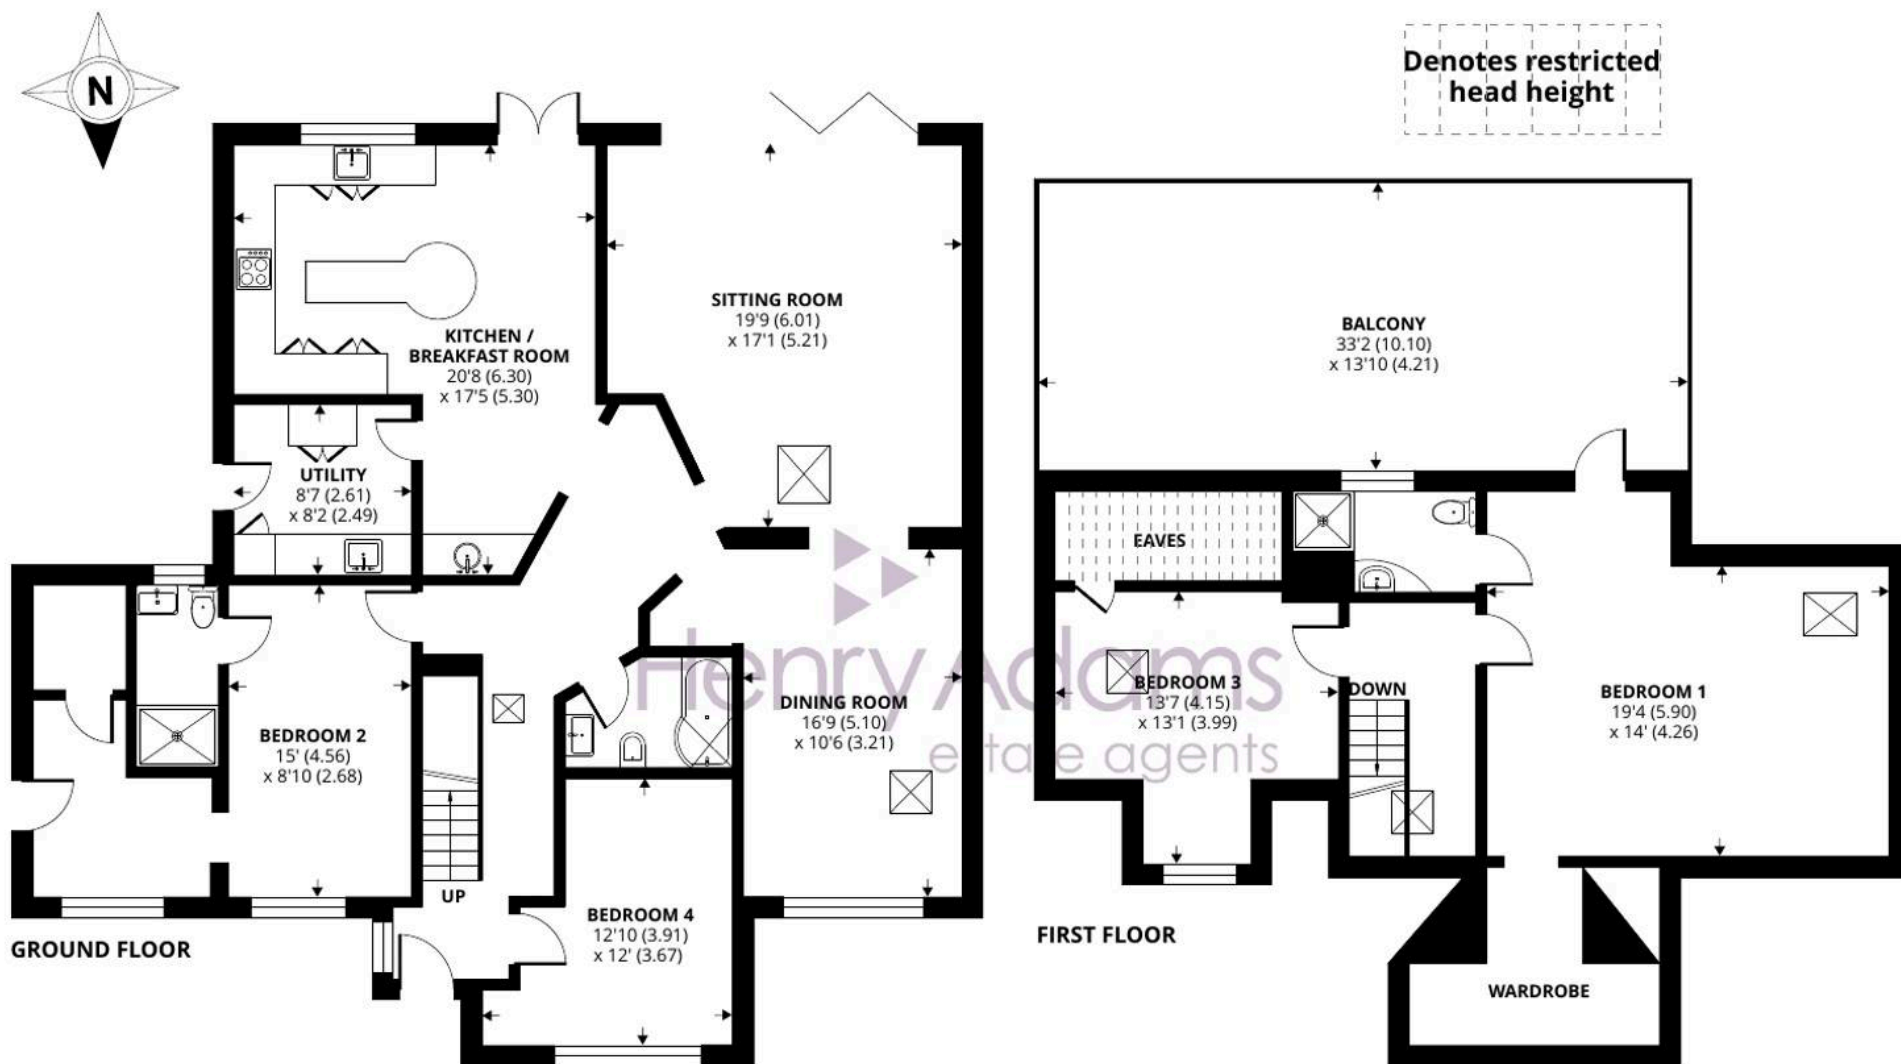 N
Denotes restricted
head height
KITCHEN /
BREAKFAST ROOM
20'8 (6.30)
x 17'5 (5.30)
SITTING ROOM
19'9 (6.01)
x 17'1 (5.21)
BALCONY
33'2 (10.10)
x 13'10 (4.21)
UTILITY
8'7 (2.61)
x 8'2 (2.49)
EAVES
Henry Adams
estate agents
BEDROOM 2
15' (4.56)
x 8'10 (2.68)
DINING ROOM
16'9 (5.10)
x 10'6 (3.21)
BEDROOM 3
13'7 (4.15)
x 13'1 (3.99)
DOWN
BEDROOM 1
19'4 (5.90)
x 14' (4.26)
UP
BEDROOM 4
12'10 (3.91)
x 12' (3.67)
GROUND FLOOR
FIRST FLOOR
WARDROBE